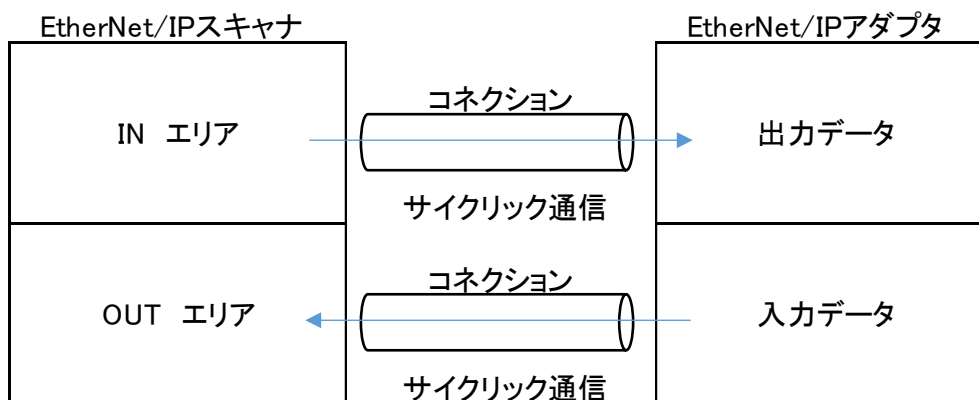 EtherNet/IPスキャナ
EtherNet/IPアダプタ
コネクション
IN エリア
出力データ
サイクリック通信
コネクション
OUT エリア
入力データ
サイクリック通信